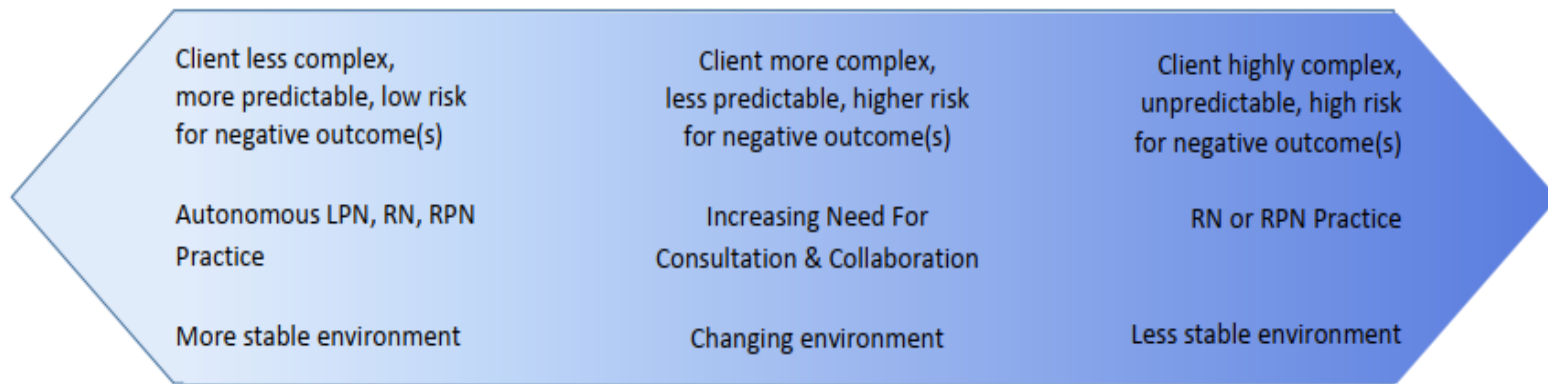 Client less complex,
more predictable, low risk
for negative outcome(s)
Autonomous LPN, RN, RPN
Practice
More stable environment
Client more complex,
less predictable, higher risk
for negative outcome(s)
Increasing Need For
Consultation & Collaboration
Changing environment
Client highly complex,
unpredictable, high risk
for negative outcome(s)
RN or RPN Practice
Less stable environment